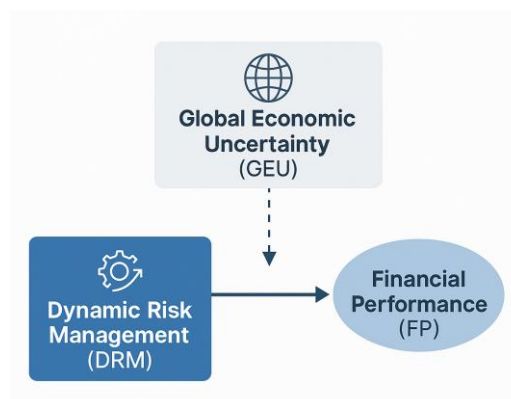 Global Economic
Uncertainty
(GEU)
Dynamic Risk
Management
(DRM)
Financial
Performance
(FP)